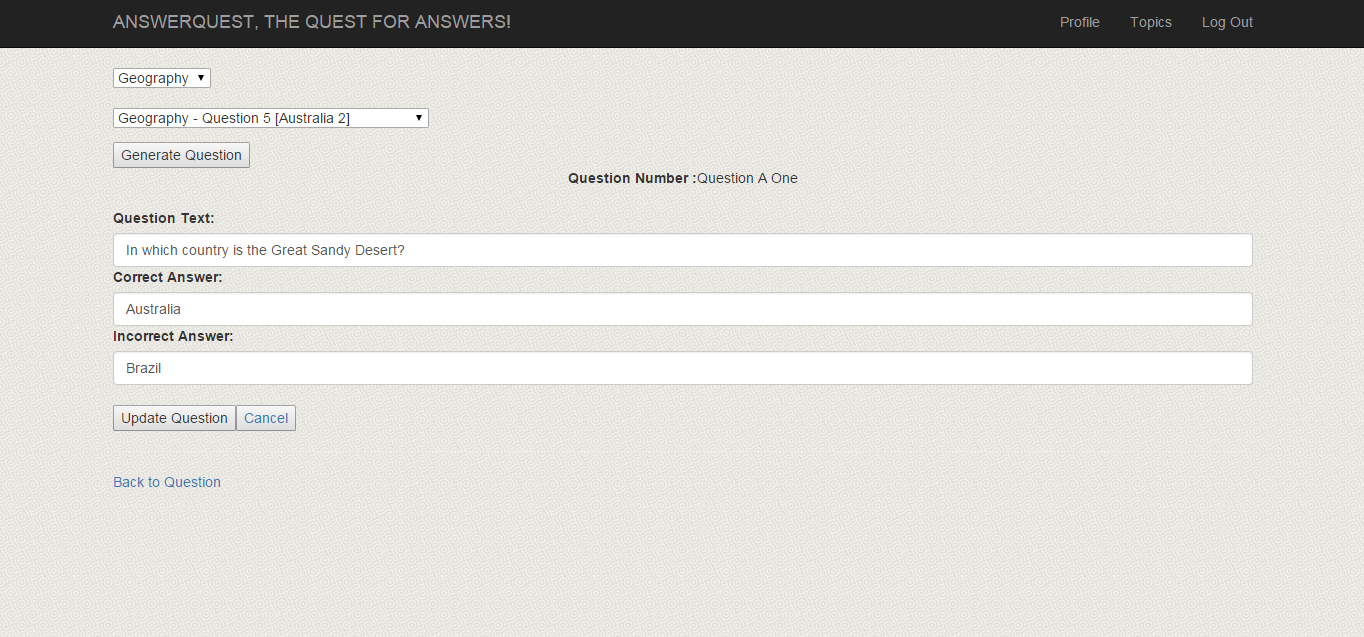 ANSWERQUEST, THE QUEST FOR ANSWERS! Profile Topics Log Out
Geography
Geography - Question 5 [Australia 2]
Generate Question
Question Number :Question A One
Question Text:
In which country is the Great Sandy Desert?
Correct Answer:
Australia
Incorrect Answer:
Brazil
Update Question Cancel
Back to Question